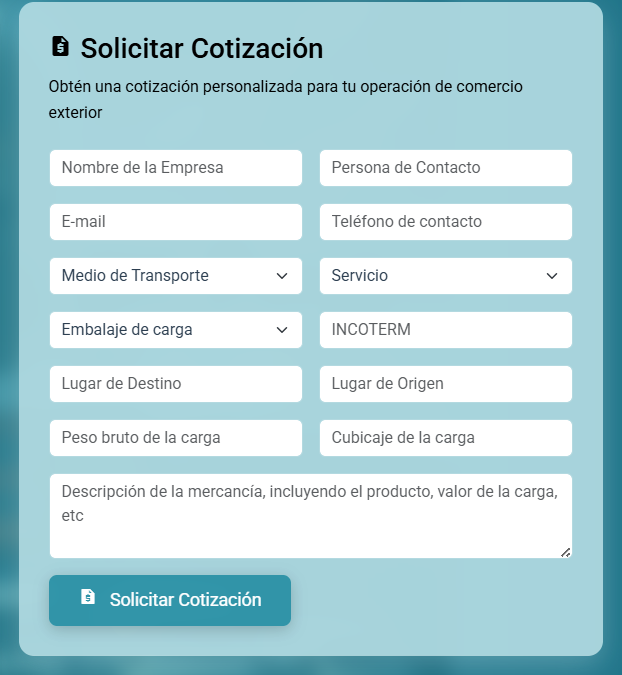 Solicitar Cotización
Obtén una cotización personalizada para tu operación de comercio
exterior
Nombre de la Empresa
Persona de Contacto
E-mail
Teléfono de contacto
Medio de Transporte
Servicio
Embalaje de carga
INCOTERM
Lugar de Destino
Lugar de Origen
Peso bruto de la carga
Cubicaje de la carga
Descripción de la mercancía, incluyendo el producto, valor de la carga,
etc
Solicitar Cotización